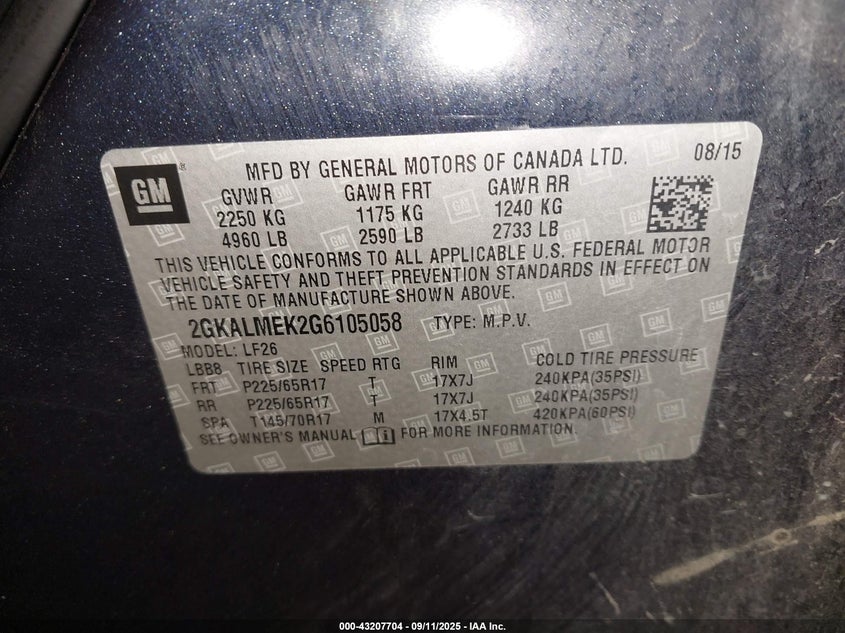 GM
MFD BY GENERAL MOTORS OF CANADA LTD. 08/15
GVWR GAWR FRT GAWR RR
2250 KG 1175 KG 1240 KG
4960 LB 2590 LB 2733 LB
THIS VEHICLE CONFORMS TO ALL APPLICABLE U.S. FEDERAL MOTOR
VEHICLE SAFETY AND THEFT PREVENTION STANDARDS IN EFFECT ON
THE DATE OF MANUFACTURE SHOWN ABOVE.
2GKALMEK2G6105058 TYPE: M.P.V.
MODEL: LF26
LBB8 TIRE SIZE SPEED RTG RIM COLD TIRE PRESSURE
FRT P225/65R17 T 17X7J 240KPA(35PSI)
RR P225/65R17 T 17X7J 240KPA(35PSI)
SPA T145/70R17 M 17X4.5T 420KPA(60PSI)
SEE OWNER'S MANUAL FOR MORE INFORMATION.
000-43207704 - 09/11/2025 - IAA Inc.